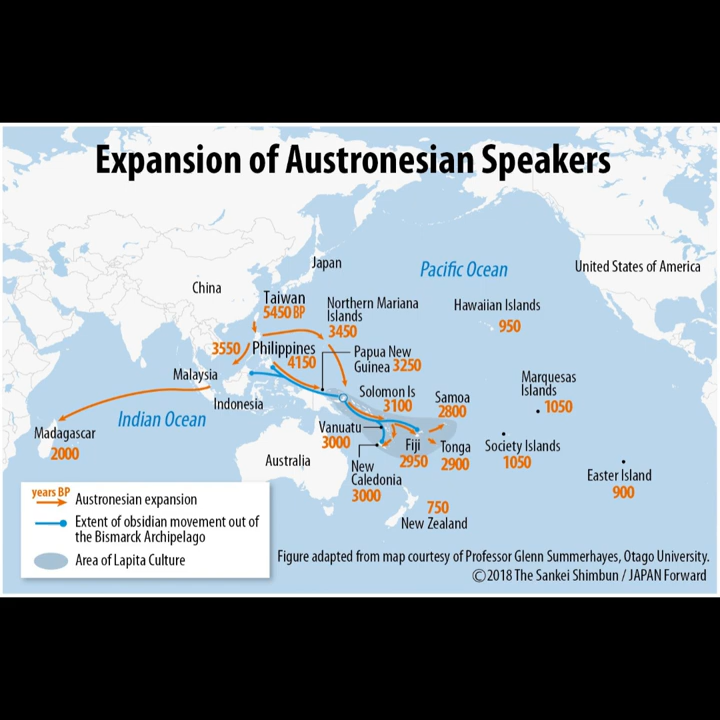 Expansion of Austronesian Speakers
Japan
Pacific Ocean
United States of America
China
Taiwan
5450 BP
Northern Mariana
Islands
3450
Hawaiian Islands
950
3550
Philippines
4150
Papua New
Guinea 3250
Malaysia
Marquesas
Islands
1050
Indonesia
Solomon Is
3100
Samoa
2800
Indian Ocean
Madagascar
2000
Vanuatu
3000
Fiji
2950
Tonga
2900
Society Islands
1050
Australia
New
Caledonia
3000
Easter Island
900
750
New Zealand
years BP
Austronesian expansion
Extent of obsidian movement out of
the Bismarck Archipelago
Area of Lapita Culture
Figure adapted from map courtesy of Professor Glenn Summerhayes, Otago University.
©2018 The Sankei Shimbun / JAPAN Forward